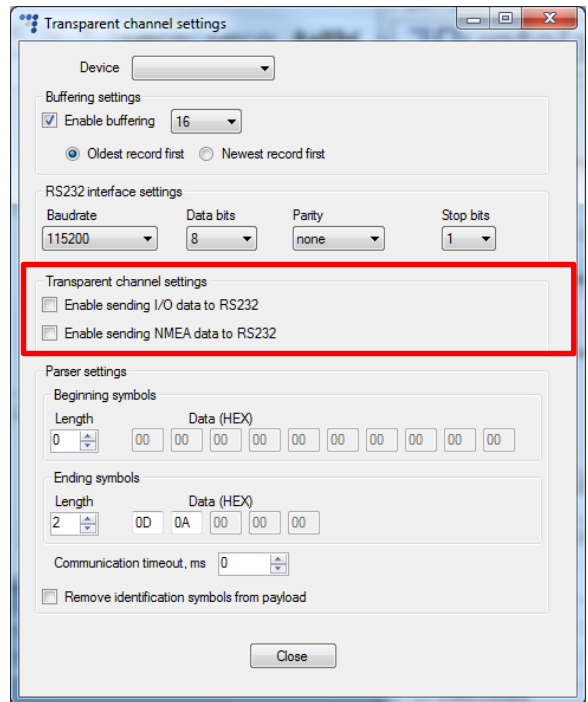 Transparent channel settings
Device
Buffering settings
Enable buffering 16
Oldest record first Newest record first
RS232 interface settings
Baudrate Data bits Parity Stop bits
115200 8 none 1
Transparent channel settings
Enable sending I/O data to RS232
Enable sending NMEA data to RS232
Parser settings
Beginning symbols
Length Data (HEX)
0 00 00 00 00 00 00 00 00 00 00
Ending symbols
Length Data (HEX)
2 0D 0A 00 00 00
Communication timeout, ms 0
Remove identification symbols from payload
Close